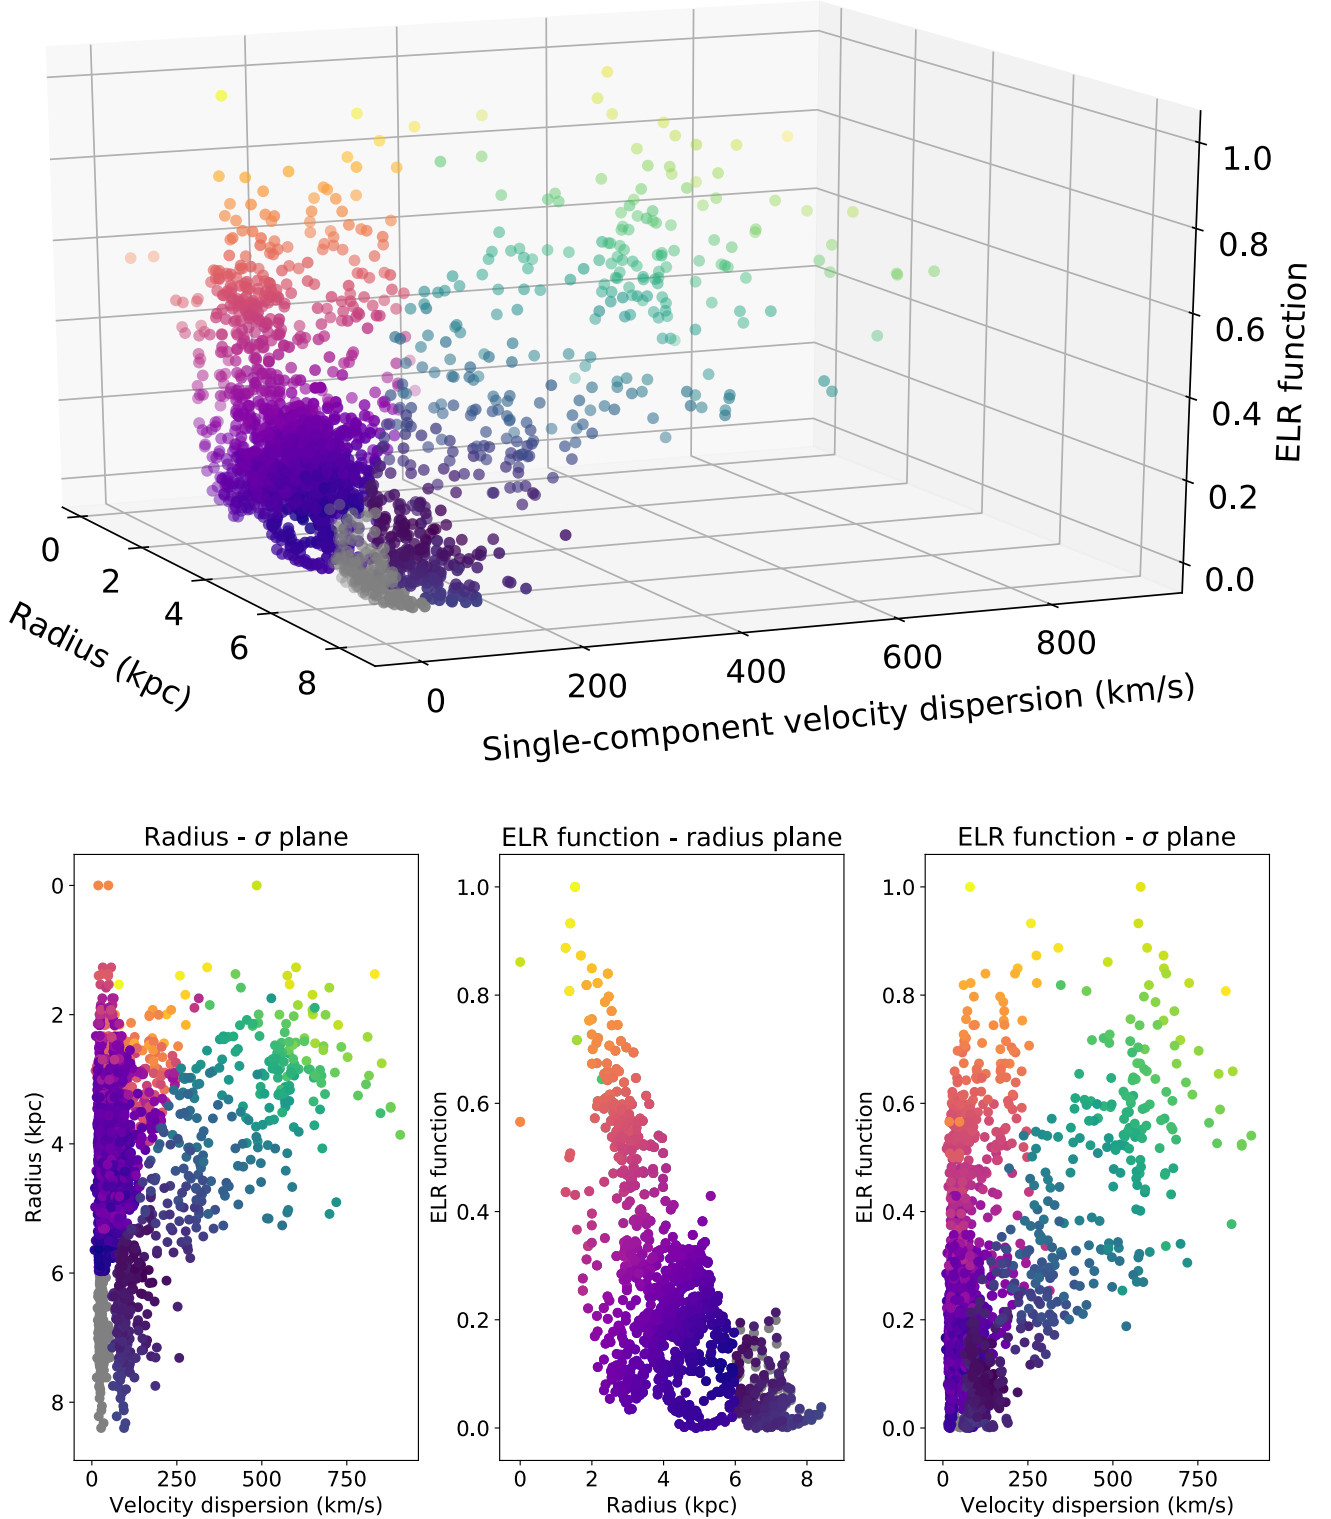 1.0
0.8
0.6
0.4
0.2
0.0
ELR function
0
2
4
6
8
Radius (kpc)
0
200
400
600
800
Single-component velocity dispersion (km/s)
Radius - σ plane
0
2
4
6
8
Radius (kpc)
0 250 500 750
Velocity dispersion (km/s)
ELR function - radius plane
1.0
0.8
0.6
0.4
0.2
0.0
ELR function
0 2 4 6 8
Radius (kpc)
ELR function - σ plane
1.0
0.8
0.6
0.4
0.2
0.0
ELR function
0 250 500 750
Velocity dispersion (km/s)